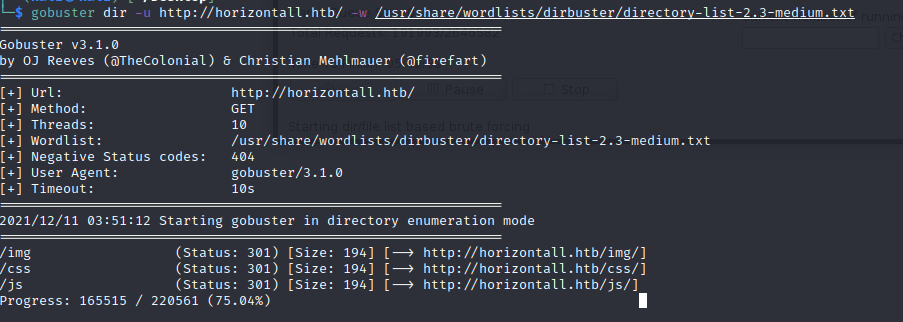 └─$ gobuster dir -u http://horizontall.htb/ -w /usr/share/wordlists/dirbuster/directory-list-2.3-medium.txt
Gobuster v3.1.0
by OJ Reeves (@TheColonial) & Christian Mehlmauer (@firefart)
[+] Url: http://horizontall.htb/
[+] Method: GET
[+] Threads: 10
[+] Wordlist: /usr/share/wordlists/dirbuster/directory-list-2.3-medium.txt
[+] Negative Status codes: 404
[+] User Agent: gobuster/3.1.0
[+] Timeout: 10s
Pause
Stop
Starting dir/file list based brute forcing
2021/12/11 03:51:12 Starting gobuster in directory enumeration mode
/img (Status: 301) [Size: 194] [--> http://horizontall.htb/img/]
/css (Status: 301) [Size: 194] [--> http://horizontall.htb/css/]
/js (Status: 301) [Size: 194] [--> http://horizontall.htb/js/]
Progress: 165515 / 220561 (75.04%)